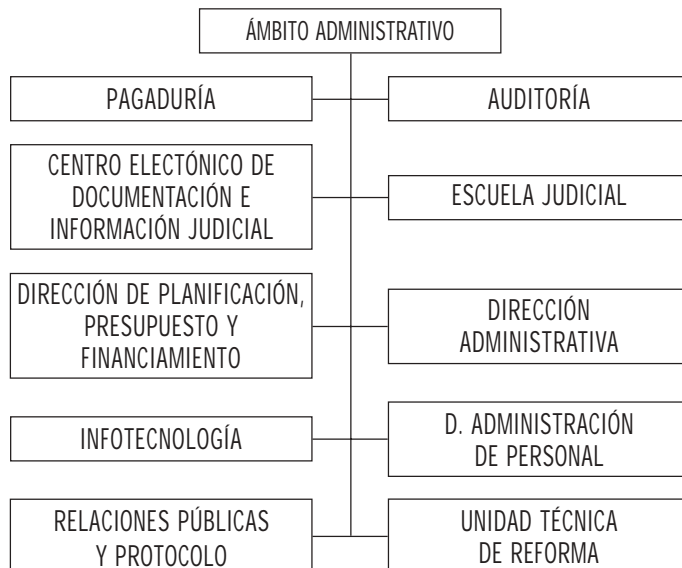 ÁMBITO ADMINISTRATIVO
PAGADURÍA
AUDITORÍA
CENTRO ELECTÓNICO DE
DOCUMENTACIÓN E
INFORMACIÓN JUDICIAL
ESCUELA JUDICIAL
DIRECCIÓN DE PLANIFICACIÓN,
PRESUPUESTO Y
FINANCIAMIENTO
DIRECCIÓN
ADMINISTRATIVA
INFOTECNOLOGÍA
D. ADMINISTRACIÓN
DE PERSONAL
RELACIONES PÚBLICAS
Y PROTOCOLO
UNIDAD TÉCNICA
DE REFORMA